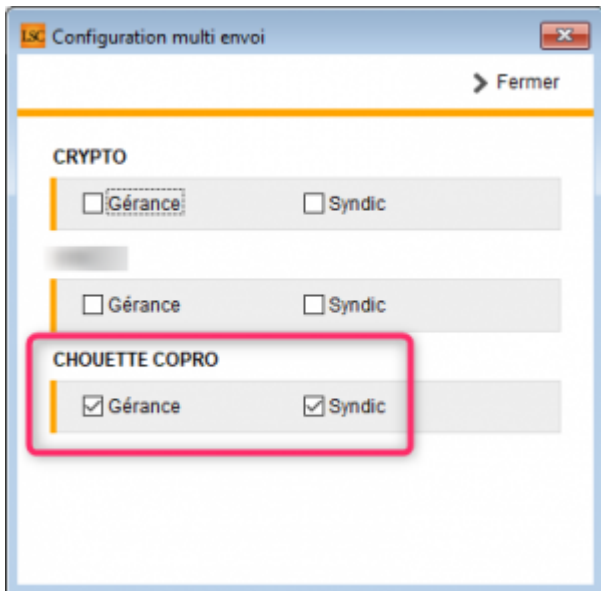 LSC Configuration multi envoi
Fermer
CRYPTO
Gérance Syndic
Gérance Syndic
CHOUETTE COPRO
Gérance Syndic